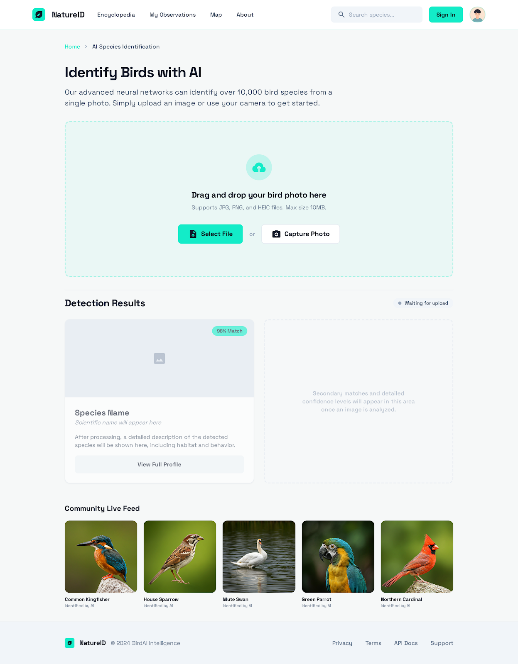 NatureID
Encyclopedia
My Observations
Map
About
Search species...
Sign In
Home > AI Species Identification
Identify Birds with AI
Our advanced neural networks can identify over 10,000 bird species from a
single photo. Simply upload an image or use your camera to get started.
Drag and drop your bird photo here
Supports JPG, PNG, and HEIC files. Max size 10MB.
Select File
or
Capture Photo
Detection Results
Waiting for upload
98% Match
Species Name
Scientific name will appear here
After processing, a detailed description of the detected
species will be shown here, including habitat and behavior.
View Full Profile
Secondary matches and detailed
confidence levels will appear in this area
once an image is analyzed.
Community Live Feed
Common Kingfisher
House Sparrow
Mute Swan
Green Parrot
Northern Cardinal
NatureID
© 2024 BirdAI Intelligence
Privacy
Terms
API Docs
Support